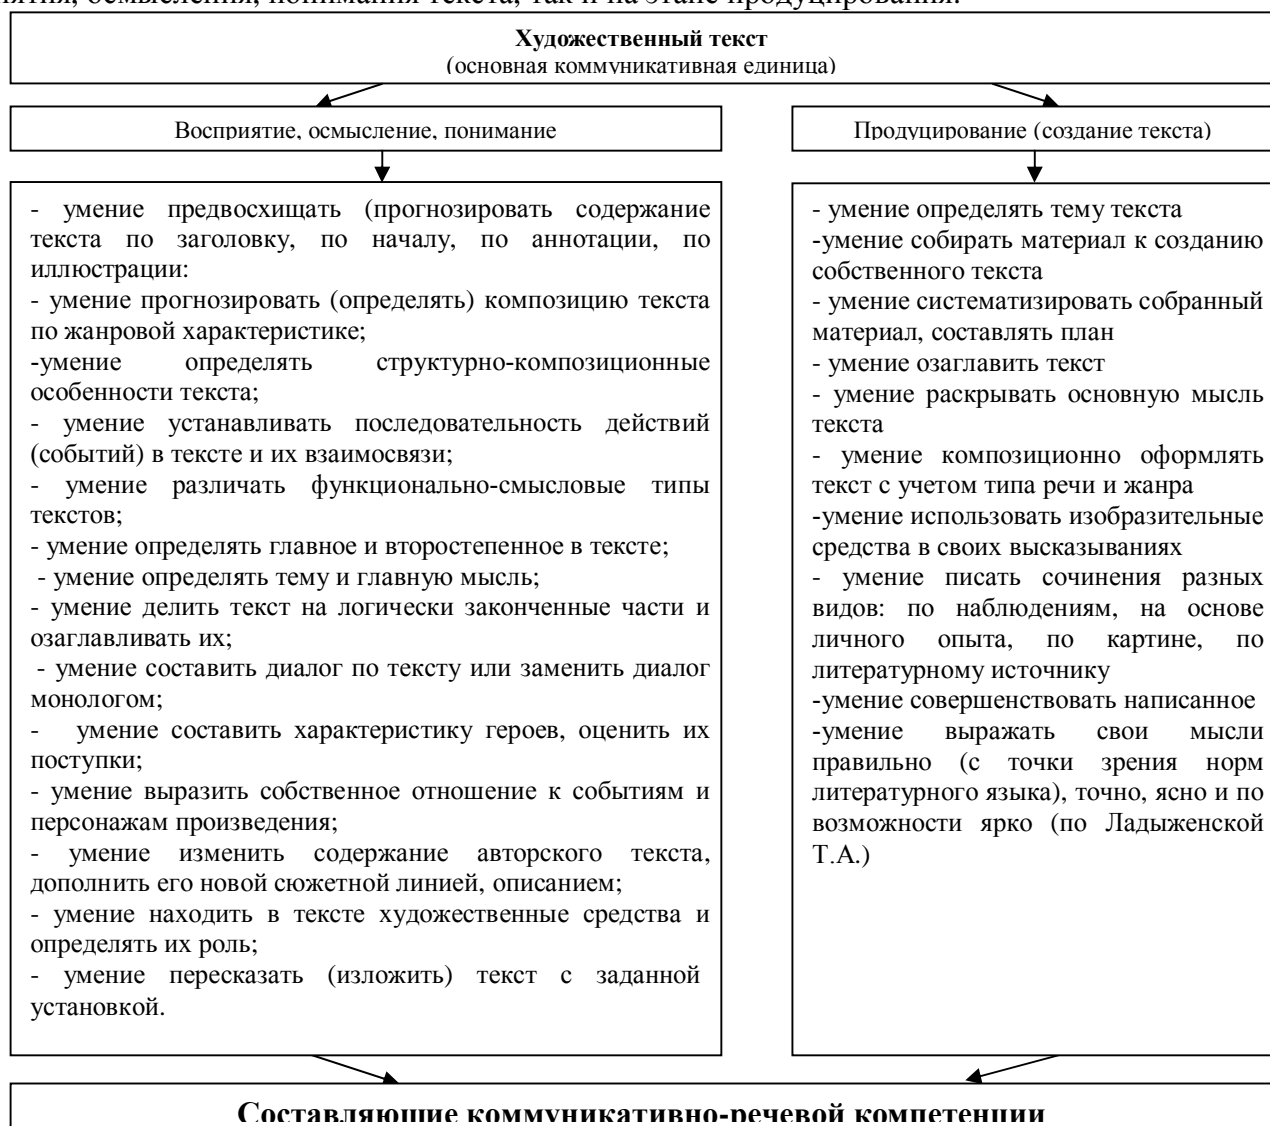 осмысления, понимания текста, так и на этапе продуцирования.
Художественный текст
(основная коммуникативная единица)
Восприятие, осмысление, понимание
Продуцирование (создание текста)
- умение предвосхищать (прогнозировать содержание
текста по заголовку, по началу, по аннотации, по
иллюстрации:
- умение прогнозировать (определять) композицию текста
по жанровой характеристике;
-умение определять структурно-композиционные
особенности текста;
- умение устанавливать последовательность действий
(событий) в тексте и их взаимосвязи;
- умение различать функционально-смысловые типы
текстов;
- умение определять главное и второстепенное в тексте;
- умение определять тему и главную мысль;
- умение делить текст на логически законченные части и
озаглавливать их;
- умение составить диалог по тексту или заменить диалог
монологом;
- умение составить характеристику героев, оценить их
поступки;
- умение выразить собственное отношение к событиям и
персонажам произведения;
- умение изменить содержание авторского текста,
дополнить его новой сюжетной линией, описанием;
- умение находить в тексте художественные средства и
определять их роль;
- умение пересказать (изложить) текст с заданной
установкой.
- умение определять тему текста
-умение собирать материал к созданию
собственного текста
- умение систематизировать собранный
материал, составлять план
- умение озаглавить текст
- умение раскрывать основную мысль
текста
- умение композиционно оформлять
текст с учетом типа речи и жанра
-умение использовать изобразительные
средства в своих высказываниях
- умение писать сочинения разных
видов: по наблюдениям, на основе
личного опыта, по картине, по
литературному источнику
-умение совершенствовать написанное
-умение выражать свои мысли
правильно (с точки зрения норм
литературного языка), точно, ясно и по
возможности ярко (по Ладыженской
Т.А.)
Составляющие коммуникативно-речевой компетенции